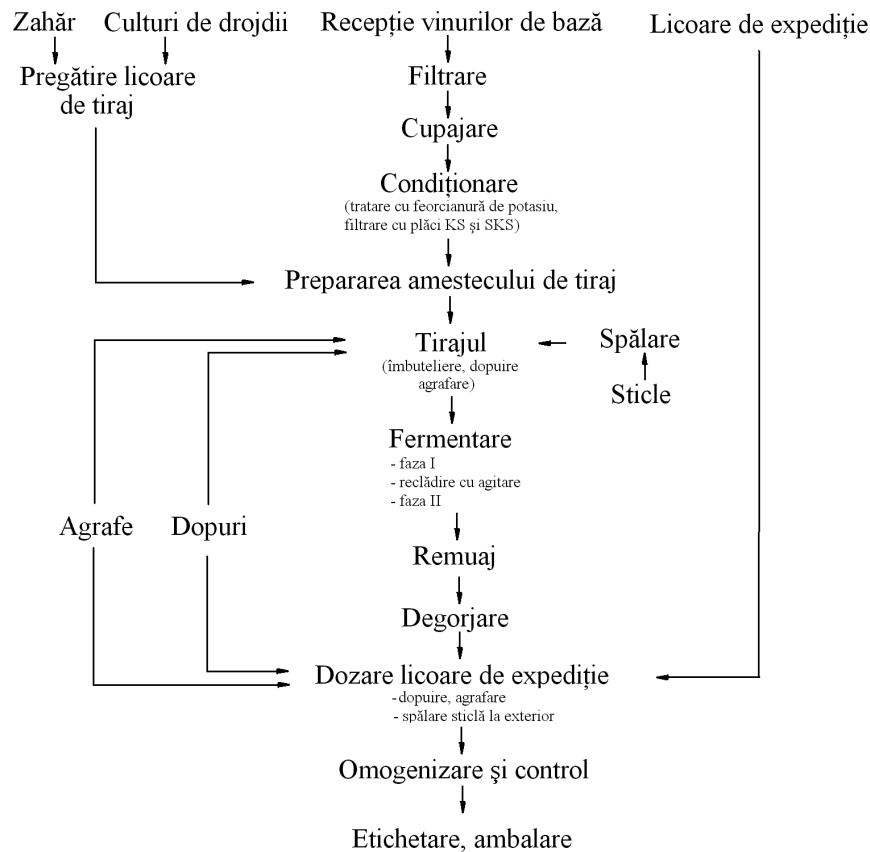 Zahăr
Culturi de drojdii
Recepție vinurilor de bază
Licoare de expediție
Pregătire licoare
de tiraj
Filtrare
Cupajare
Condiționare
(tratare cu feorcianură de potasiu,
filtrare cu plăci KS și SKS)
Prepararea amestecului de tiraj
Tirajul
(îmbuteliere, dopuire
agrafare)
Spălare
Sticle
Fermentare
- faza I
- reclădire cu agitare
- faza II
Agrafe
Dopuri
Remuaj
Degorjare
Dozare licoare de expediție
-dopuire, agrafare
- spălare sticlă la exterior
Omogenizare şi control
Etichetare, ambalare